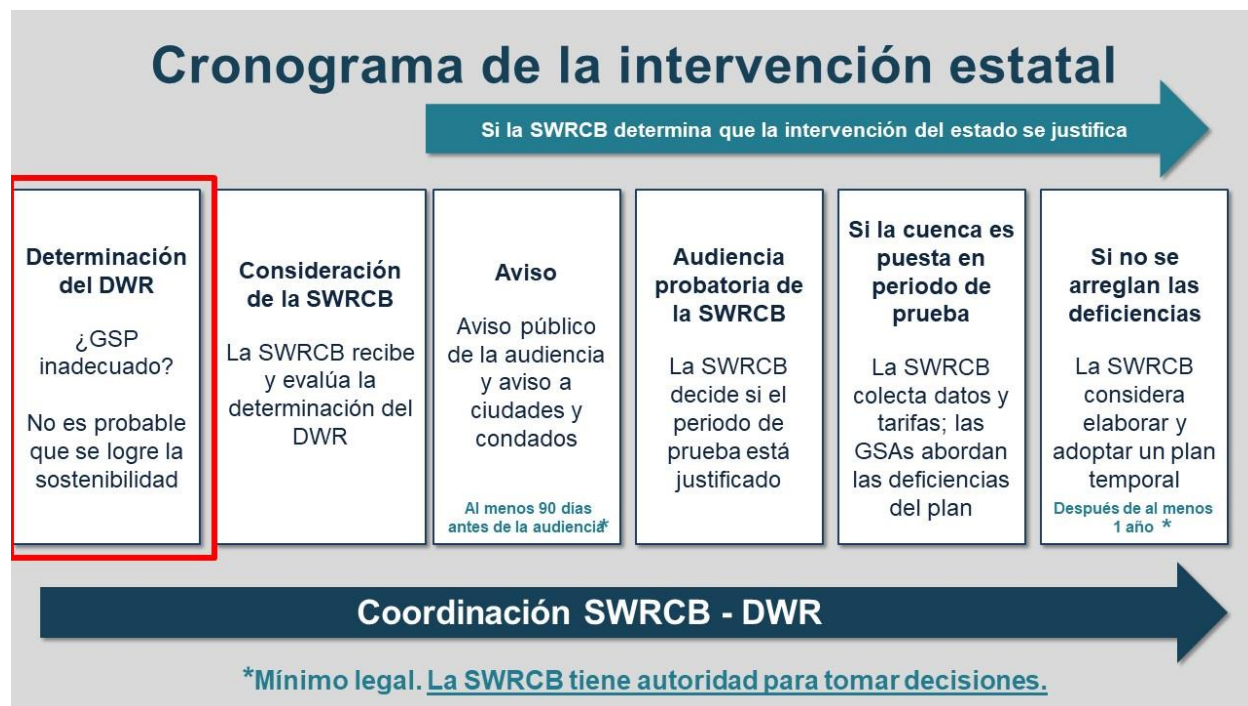 Cronograma de la intervención estatal
Si la SWRCB determina que la intervención del estado se justifica
Determinación
del DWR
¿GSP
inadecuado?
No es probable
que se logre la
sostenibilidad
Consideración
de la SWRCB
La SWRCB recibe
y evalúa la
determinación del
DWR
Aviso
Aviso público
de la audiencia
y aviso a
ciudades y
condados
Al menos 90 días
antes de la audiencia*
Audiencia
probatoria de
la SWRCB
La SWRCB
decide si el
periodo de
prueba está
justificado
Si la cuenca es
puesta en
periodo de
prueba
La SWRCB
colecta datos y
tarifas; las
GSAs abordan
las deficiencias
del plan
Si no se
arreglan las
deficiencias
La SWRCB
considera
elaborar y
adoptar un plan
temporal
Después de al menos
1 año *
Coordinación SWRCB - DWR
*Mínimo legal. La SWRCB tiene autoridad para tomar decisiones.